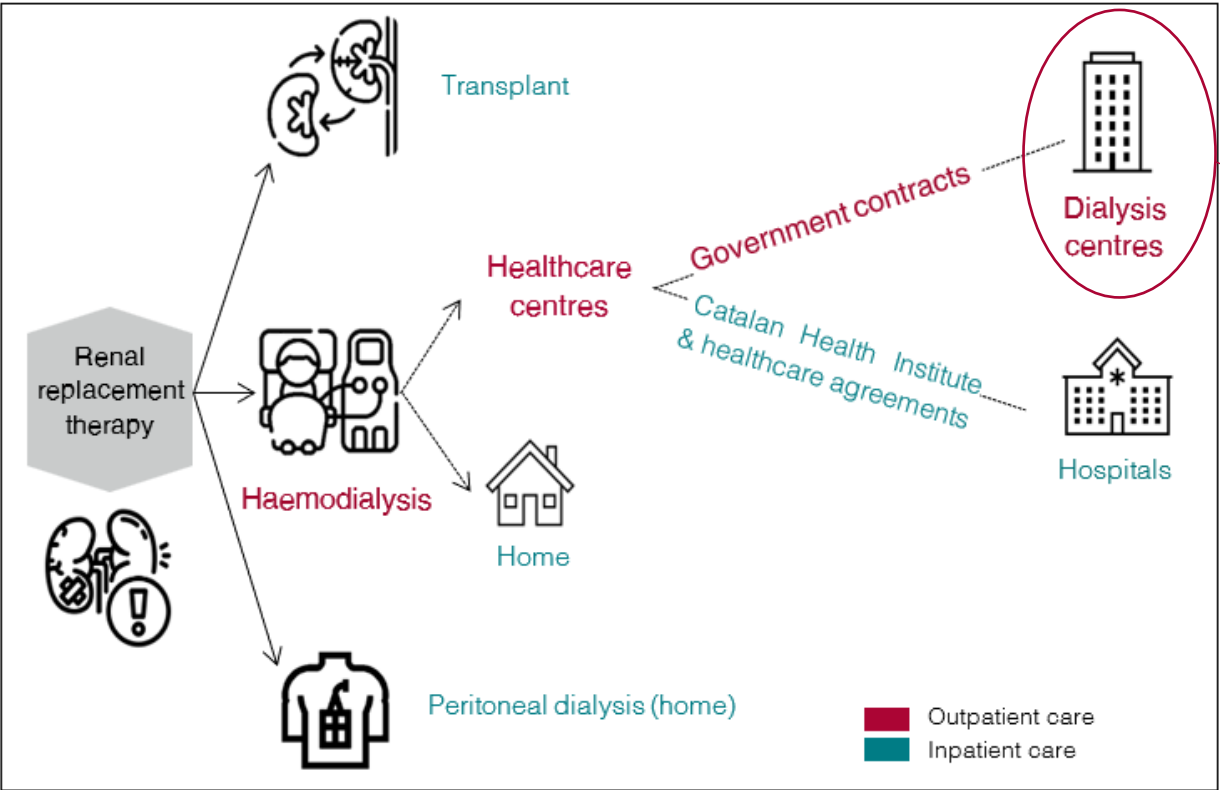 Transplant
Government contracts
Dialysis
centres
Healthcare
centres
Catalan Health Institute
& healthcare agreements
Renal
replacement
therapy
Haemodialysis
Hospitals
Home
Peritoneal dialysis (home)
Outpatient care
Inpatient care